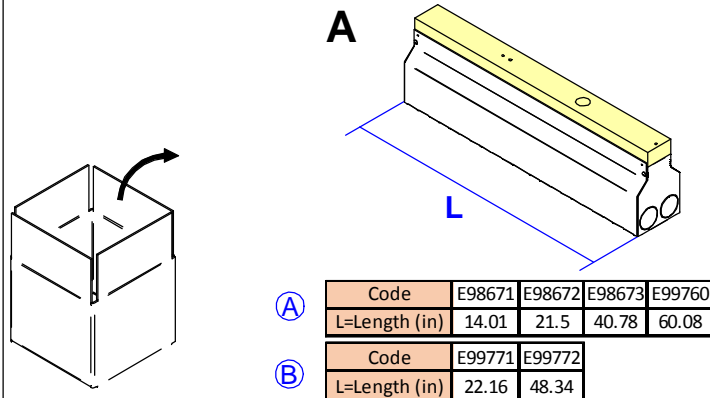 A
L
A
Code E98671 E98672 E98673 E99760
L=Length (in) 14.01 21.5 40.78 60.08
B
Code E99771 E99772
L=Length (in) 22.16 48.34